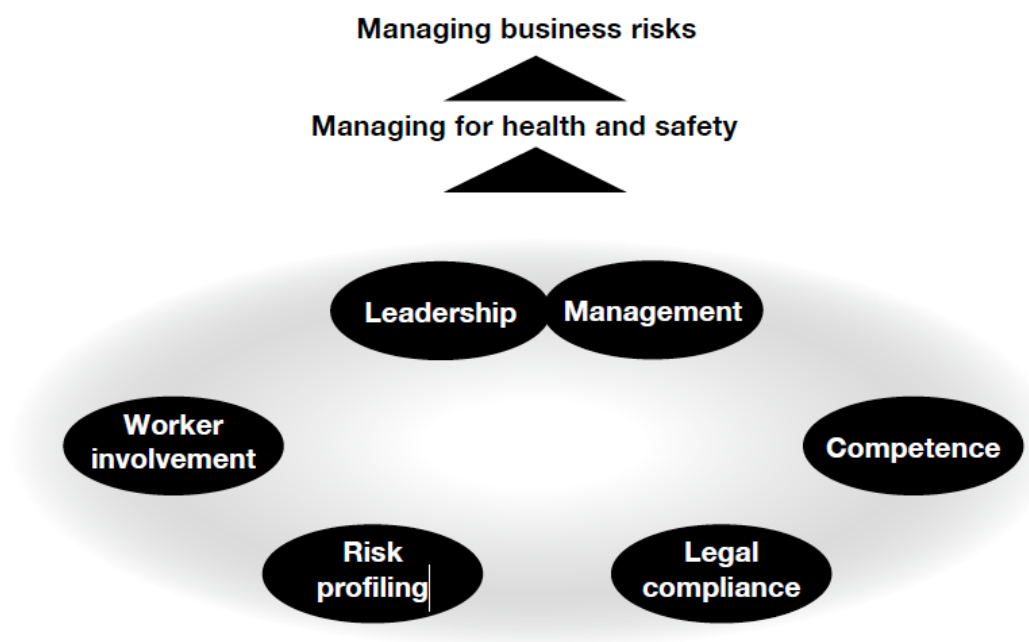 Managing business risks
Managing for health and safety
Leadership
Management
Worker
involvement
Competence
Risk
profiling
Legal
compliance